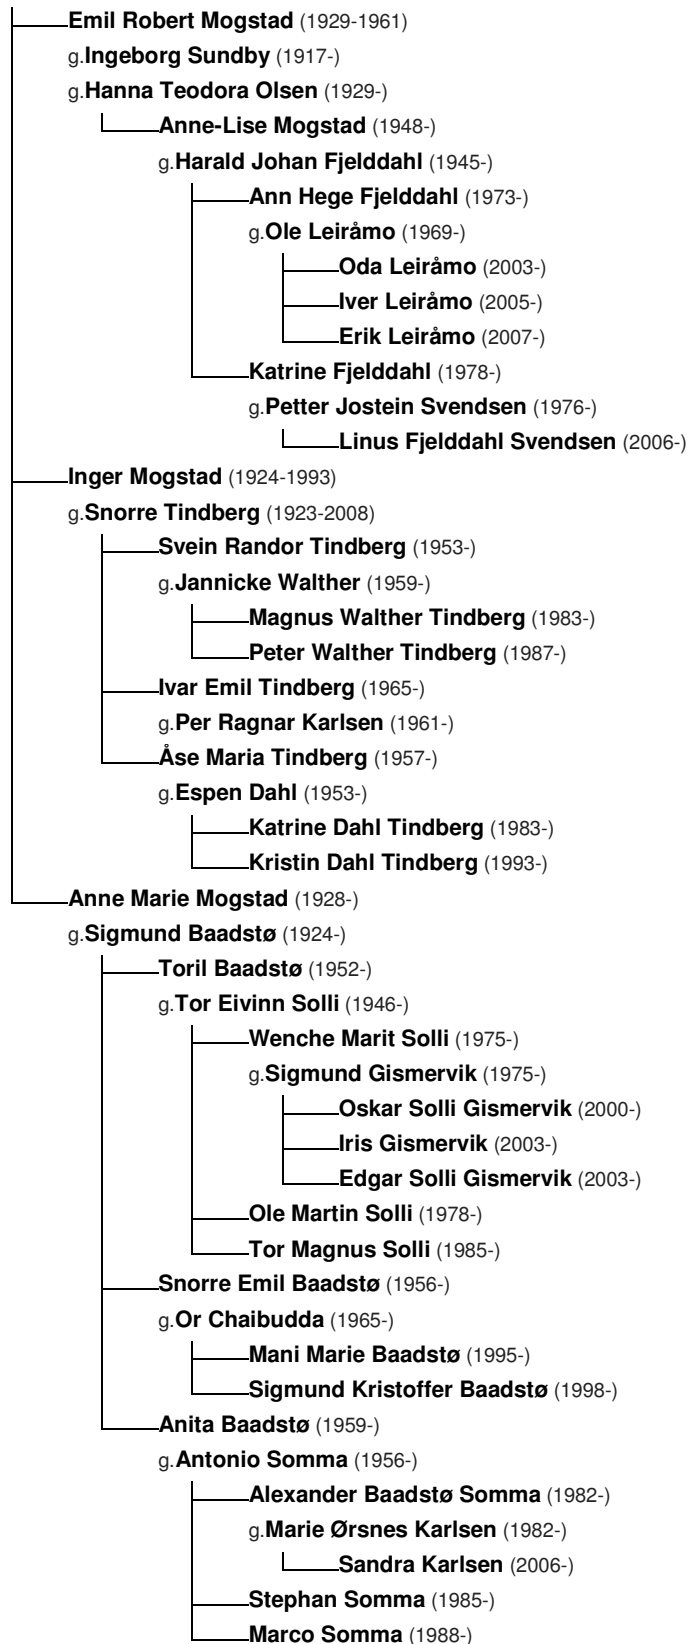 Emil Robert Mogstad (1929-1961)
g.Ingeborg Sundby (1917-)
g.Hanna Teodora Olsen (1929-)
Anne-Lise Mogstad (1948-)
g.Harald Johan Fjelddahl (1945-)
Ann Hege Fjelddahl (1973-)
g.Ole Leiråmo (1969-)
Oda Leiråmo (2003-)
Iver Leiråmo (2005-)
Erik Leiråmo (2007-)
Katrine Fjelddahl (1978-)
g.Petter Jostein Svendsen (1976-)
Linus Fjelddahl Svendsen (2006-)
Inger Mogstad (1924-1993)
g.Snorre Tindberg (1923-2008)
Svein Randor Tindberg (1953-)
g.Jannicke Walther (1959-)
Magnus Walther Tindberg (1983-)
Peter Walther Tindberg (1987-)
Ivar Emil Tindberg (1965-)
g.Per Ragnar Karlsen (1961-)
Åse Maria Tindberg (1957-)
g.Espen Dahl (1953-)
Katrine Dahl Tindberg (1983-)
Kristin Dahl Tindberg (1993-)
Anne Marie Mogstad (1928-)
g.Sigmund Baadstø (1924-)
Toril Baadstø (1952-)
g.Tor Eivinn Solli (1946-)
Wenche Marit Solli (1975-)
g.Sigmund Gismervik (1975-)
Oskar Solli Gismervik (2000-)
Iris Gismervik (2003-)
Edgar Solli Gismervik (2003-)
Ole Martin Solli (1978-)
Tor Magnus Solli (1985-)
Snorre Emil Baadstø (1956-)
g.Or Chaibudda (1965-)
Mani Marie Baadstø (1995-)
Sigmund Kristoffer Baadstø (1998-)
Anita Baadstø (1959-)
g.Antonio Somma (1956-)
Alexander Baadstø Somma (1982-)
g.Marie Ørsnes Karlsen (1982-)
Sandra Karlsen (2006-)
Stephan Somma (1985-)
Marco Somma (1988-)